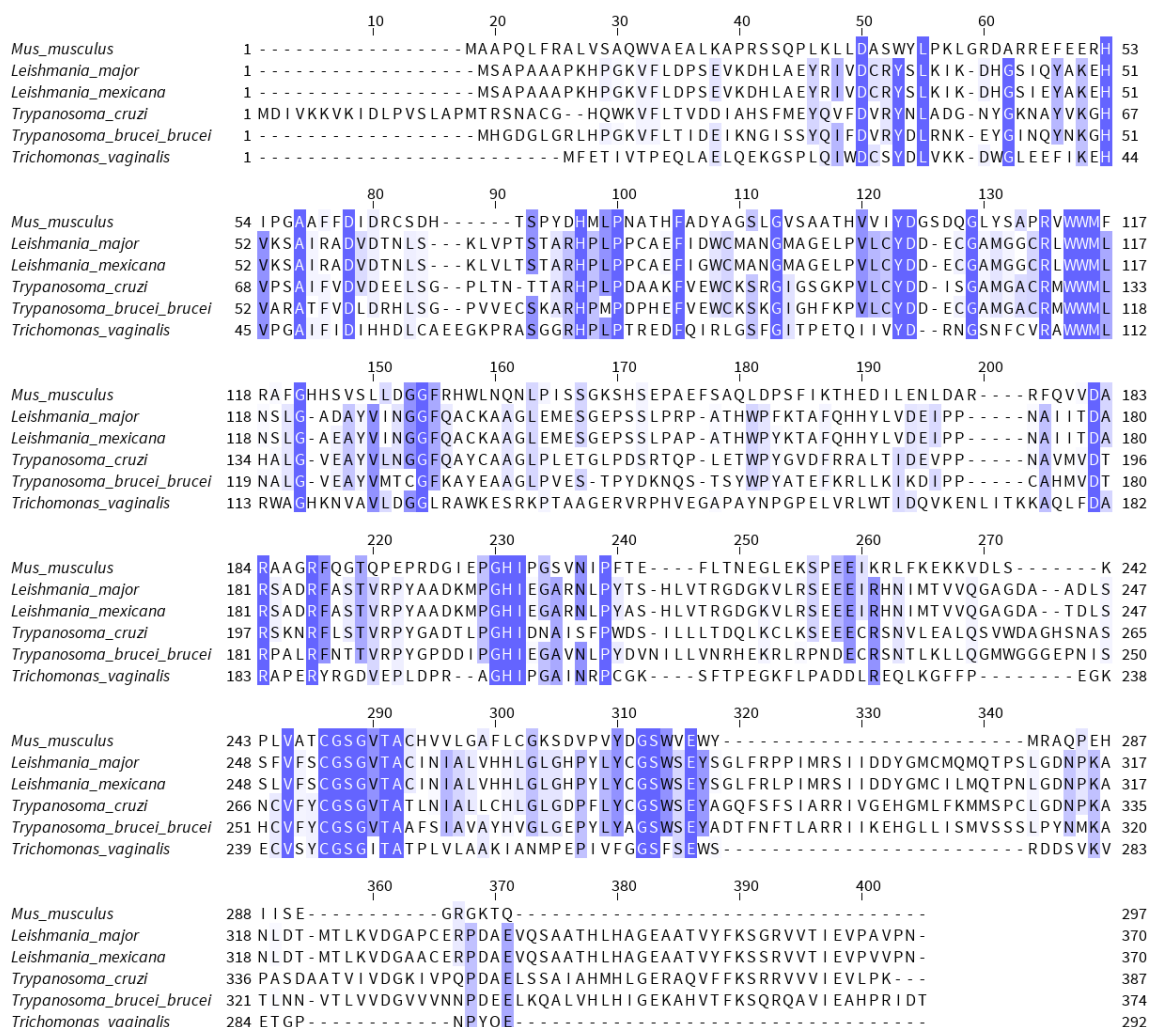 10 20 30 40 50 60
Mus_musculus 1 -----------------MAAPQLFRALVSAQWVAEALKAPRSSQPLKLLDASWYLPKLGRDARREFEERH 53
Leishmania_major 1 ------------------MSAPAAAPKHPGKVFLDPSEVKDHLAEYRIVDCRYSLKIK-DHGSIQYAKEH 51
Leishmania_mexicana 1 ------------------MSAPAAAPKHPGKVFLDPSEVKDHLAEYRIVDCRYSLKIK-DHGSIEYAKEH 51
Trypanosoma_cruzi 1 MDIVKKVKIDLPVSLAPMTRSNACG--HQWKVFLTVDDIAHSFMEYQVFDVRYNLADG-NYGKNAYVKGH 67
Trypanosoma_brucei_brucei 1 ------------------MHGDGLGRLHPGKVFLTIDEIKNGISSYQIFDVRYDLRNK-EYGINQYNKGH 51
Trichomonas_vaginalis 1 -------------------------MFETIVTPEQLAELQEKGSPLQIWDCSYDLVKK-DWGLEEFIKEH 44
80 90 100 110 120 130
Mus_musculus 54 IPGAAFFDIDRCSDH------TSPYDHMLPNATHFADYAGSLGVSAATHVVIYDGSDQGLYSAPRVWWMF 117
Leishmania_major 52 VKSAIRADVDTNLS---KLVPTSTARHPLPPCAEFIDWCMANGMAGELPVLCYDD-ECGAMGGCRLWWML 117
Leishmania_mexicana 52 VKSAIRADVDTNLS---KLVLTSTARHPLPPCAEFIGWCMANGMAGELPVLCYDD-ECGAMGGCRLWWML 117
Trypanosoma_cruzi 68 VPSAIFVDVDEELSG--PLTN-TTARHPLPDAAKFVEWCKSRGIGSGKPVLCYDD-ISGAMGACRMWWML 133
Trypanosoma_brucei_brucei 52 VARATFVDLDRHLSG--PVVECSKARHPMPDPHEFVEWCKSKGIGHFKPVLCYDD-ECGAMGACRMWWML 118
Trichomonas_vaginalis 45 VPGAIFIDIHHDLCAEEGKPRASGGRHPLPTREDFQIRLGSFGITPETQIIVYD--RNGSNFCVRAWWML 112
150 160 170 180 190 200
Mus_musculus 118 RAFGHHSVSLLDGGFRHWLNQNLPISSGKSHSEPAEFSAQLDPSFIKTHEDILENLDAR----RFQVVDA 183
Leishmania_major 118 NSLG-ADAYVINGGFQACKAAGLEMESGEPSSLPRP-ATHWPFKTAFQHHYLVDEIPP-----NAIITDA 180
Leishmania_mexicana 118 NSLG-AEAYVINGGFQACKAAGLEMESGEPSSLPAP-ATHWPYKTAFQHHYLVDEIPP-----NAIITDA 180
Trypanosoma_cruzi 134 HALG-VEAYVLNGGFQAYCAAGLPLETGLPDSRTQP-LETWPYGVDFRRALTIDEVPP-----NAVMVDT 196
Trypanosoma_brucei_brucei 119 NALG-VEAYVMTCGFKAYEAAGLPVES-TPYDKNQS-TSYWPYATEFKRLLKIKDIPP-----CAHMVDT 180
Trichomonas_vaginalis 113 RWAGHKNVAVLDGGLRAWKESRKPTAAGERVRPHVEGAPAYNPGPELVRLWTIDQVKENLITKKAQLFDA 182
220 230 240 250 260 270
Mus_musculus 184 RAAGRFQGTQPEPRDGIEPGHIPGSVNIPFTE----FLTNEGLEKSPEEIKRLFKEKKVDLS-------K 242
Leishmania_major 181 RSADRFASTVRPYAADKMPGHIEGARNLPYTS-HLVTRGDGKVLRSEEEIRHNIMTVVQGAGDA--ADLS 247
Leishmania_mexicana 181 RSADRFASTVRPYAADKMPGHIEGARNLPYAS-HLVTRGDGKVLRSEEEIRHNIMTVVQGAGDA--TDLS 247
Trypanosoma_cruzi 197 RSKNRFLSTVRPYGADTLPGHIDNAISFPWDS-ILLLTDQLKCLKSEEECRSNVLEALQSVWDAGHSNAS 265
Trypanosoma_brucei_brucei 181 RPALRFNTTVRPYGPDDIPGHIEGAVNLPYDVNILLVNRHEKRLRPNDECRSNTLKLLQGMWGGGEPNIS 250
Trichomonas_vaginalis 183 RAPERYRGDVEPLDPR--AGHIPGAINRPCGK----SFTPEGKFLPADDLREQLKGFFP--------EGK 238
290 300 310 320 330 340
Mus_musculus 243 PLVATCGSGVTACHVVLGAFLCGKSDVPVYDGSWVEWY-------------------------MRAQPEH 287
Leishmania_major 248 SFVFSCGSGVTACINIALVHHLGLGHPYLYCGSWSEYSGLFRPPIMRSIIDDYGMCMQMQTPSLGDNPKA 317
Leishmania_mexicana 248 SLVFSCGSGVTACINIALVHHLGLGHPYLYCGSWSEYSGLFRLPIMRSIIDDYGMCILMQTPNLGDNPKA 317
Trypanosoma_cruzi 266 NCVFYCGSGVTATLNIALLCHLGLGDPFLYCGSWSEYAGQFSFSIARRIVGEHGMLFKMMSPCLGDNPKA 335
Trypanosoma_brucei_brucei 251 HCVFYCGSGVTAAFSIAVAYHVGLGEPYLYAGSWSEYADTFNFTLARRIIKEHGLLISMVSSSLPYNMKA 320
Trichomonas_vaginalis 239 ECVSYCGSGITATPLVLAAKIANMPEPIVFGGSFSEWS-------------------------RDDSVKV 283
360 370 380 390 400
Mus_musculus 288 IISE-----------GRGKTQ---------------------------------- 297
Leishmania_major 318 NLDT-MTLKVDGAPCERPDAEVQSAATHLHAGEAATVYFKSGRVVTIEVPAVPN- 370
Leishmania_mexicana 318 NLDT-MTLKVDGAACERPDAEVQSAATHLHAGEAATVYFKSSRVVTIEVPVVPN- 370
Trypanosoma_cruzi 336 PASDAATVIVDGKIVPQPDAELSSAIAHMHLGERAQVFFKSRRVVVIEVLPK--- 387
Trypanosoma_brucei_brucei 321 TLNN-VTLVVDGVVVNNPDEELKQALVHLHIGEKAHVTFKSQRQAVIEAHPRIDT 374
Trichomonas_vaginalis 284 ETGP------------NPYQE---------------------------------- 292